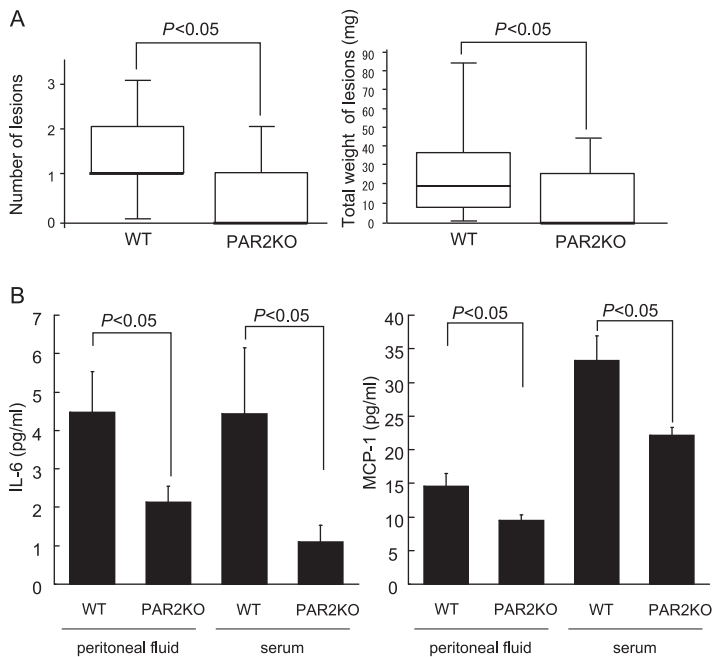 A
Number of lesions
3
2
1
0
P<0.05
WT
PAR2KO
Total weight of lesions (mg)
90
80
70
60
50
40
30
20
10
0
P<0.05
WT
PAR2KO
B
IL-6 (pg/ml)
7
6
5
4
3
2
1
0
P<0.05
P<0.05
WT
PAR2KO
WT
PAR2KO
peritoneal fluid
serum
MCP-1 (pg/ml)
40
35
30
25
20
15
10
5
0
P<0.05
P<0.05
WT
PAR2KO
WT
PAR2KO
peritoneal fluid
serum